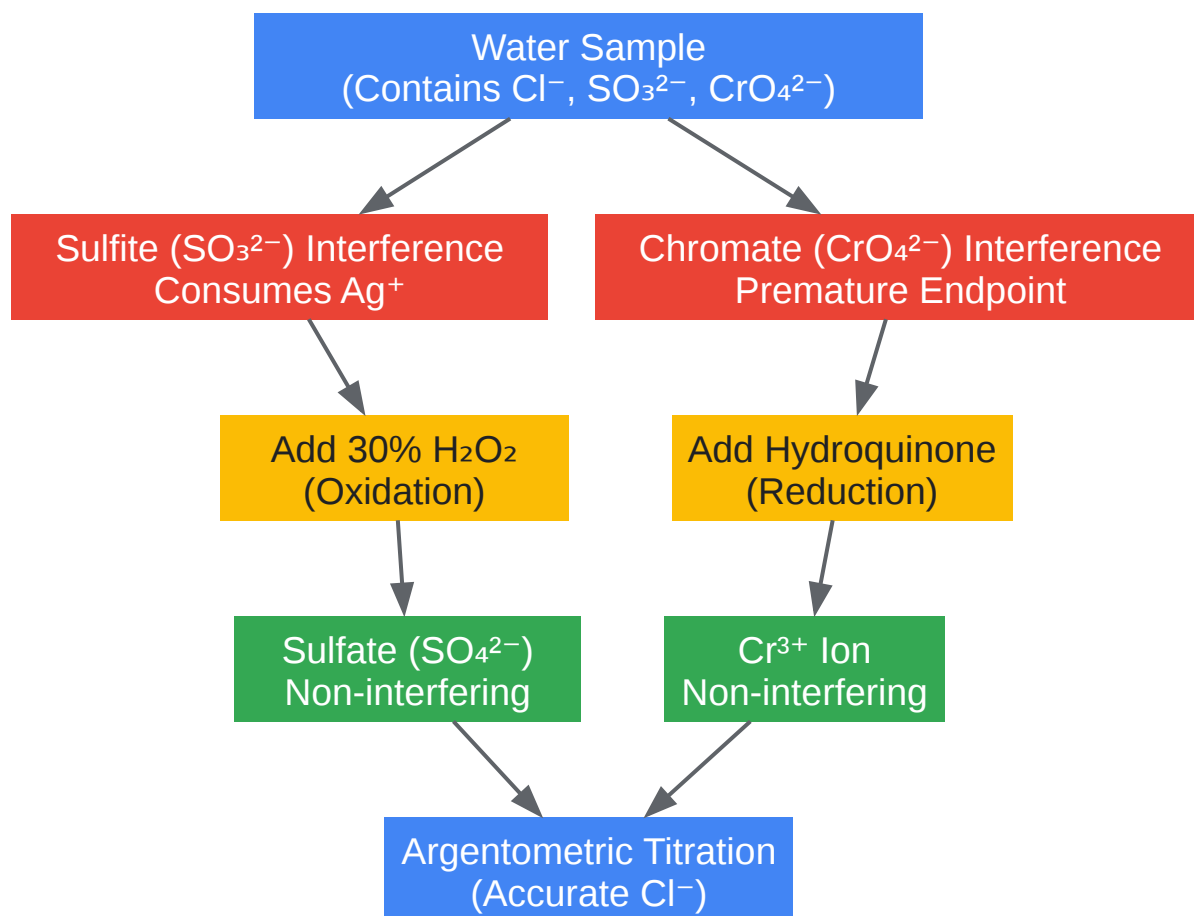 Water Sample
(Contains Cl⁻, SO₃²⁻, CrO₄²⁻)
Sulfite (SO₃²⁻) Interference
Consumes Ag⁺
Chromate (CrO₄²⁻) Interference
Premature Endpoint
Add 30% H₂O₂
(Oxidation)
Add Hydroquinone
(Reduction)
Sulfate (SO₄²⁻)
Non-interfering
Cr³⁺ Ion
Non-interfering
Argentometric Titration
(Accurate Cl⁻)